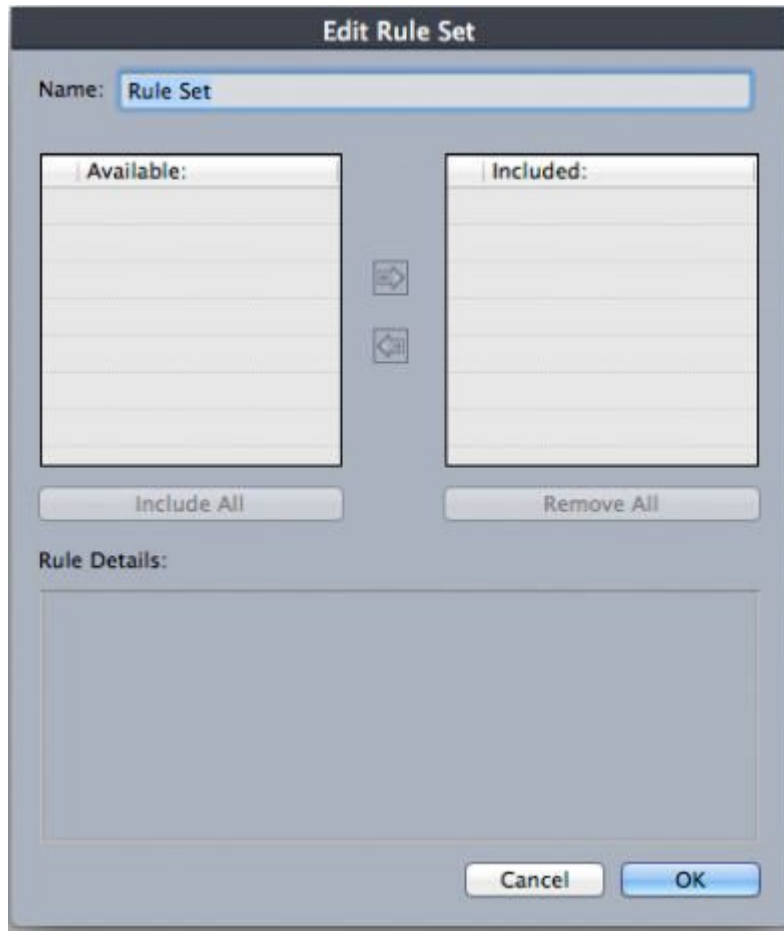 Edit Rule Set
Name: Rule Set
Available:
Included:
Include All
Remove All
Rule Details:
Cancel
OK